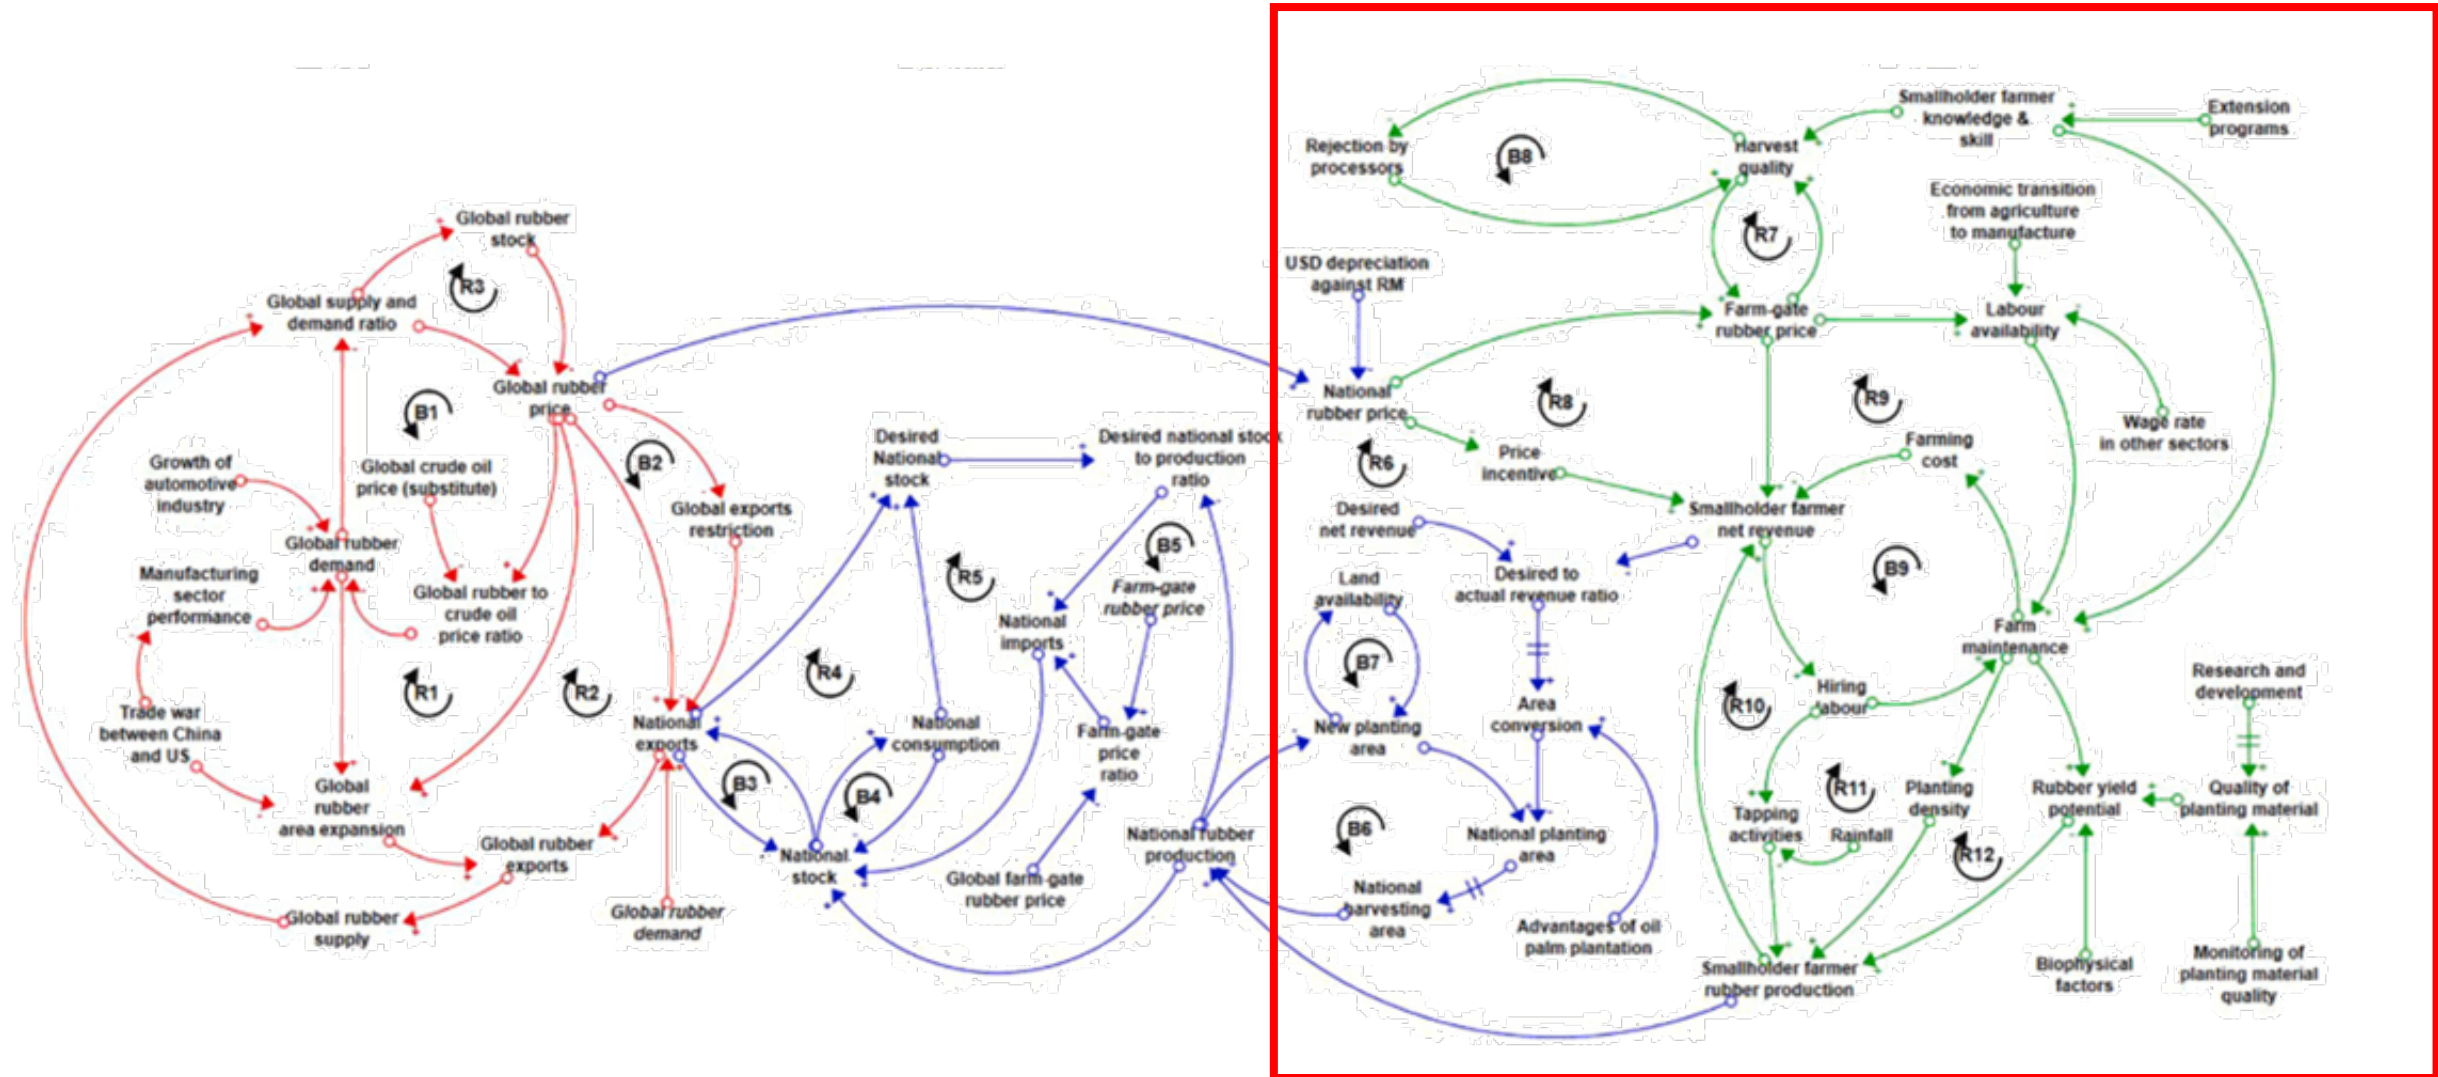 Global rubber
stock
R3
Global supply and
demand ratio
Global rubber
price
B1
B2
Growth of
automotive
industry
Global crude oil
price (substitute)
Global exports
restriction
Global rubber
demand
Manufacturing
sector
performance
Global rubber to
crude oil
price ratio
R1
R2
Trade war
between China
and US
Global
rubber
area expansion
Global rubber
exports
Global rubber
supply
National
exports
Global rubber
demand
Desired
National
stock
Desired national stock
to production
ratio
R5
B5
Farm-gate
rubber price
National
imports
R4
National
consumption
Farm-gate
price
ratio
B3
B4
National
stock
Global farm-gate
rubber price
National rubber
production
Rejection by
processors
B8
Harvest
quality
Smallholder farmer
knowledge &
skill
Extension
programs
Economic transition
from agriculture
to manufacture
R7
USD depreciation
against RM
Farm-gate
rubber price
Labour
availability
National
rubber price
R8
R9
Wage rate
in other sectors
R6
Price
incentive
Farming
cost
Desired
net revenue
Smallholder farmer
net revenue
Land
availability
Desired to
actual revenue ratio
B9
B7
Farm
maintenance
Area
conversion
R10
Hiring
labour
Research and
development
New planting
area
B6
National planting
area
Tapping
activities
R11
Rainfall
Planting
density
Rubber yield
potential
Quality of
planting material
R12
National
harvesting
area
Advantages of oil
palm plantation
Smallholder farmer
rubber production
Biophysical
factors
Monitoring of
planting material
quality